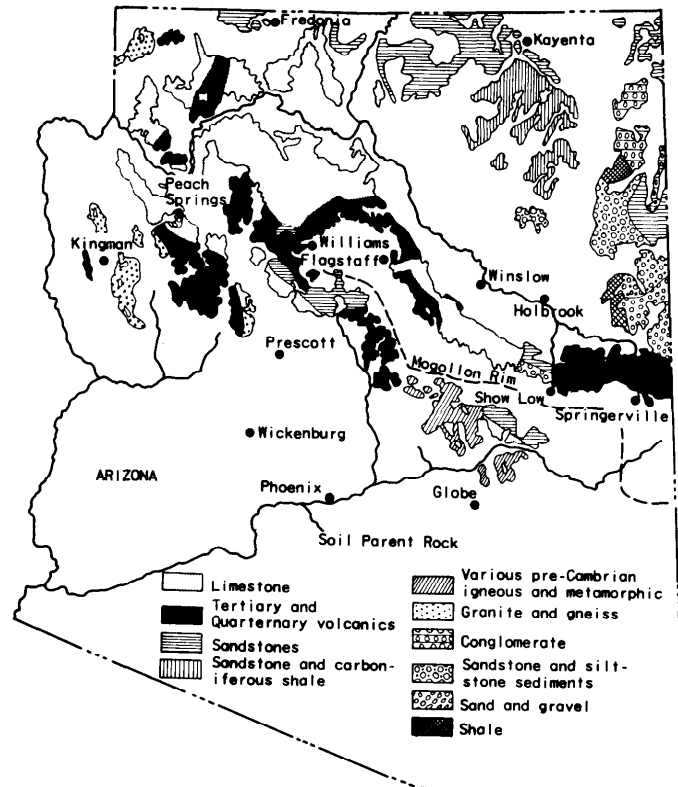 Fredonia
Kayenta
Peach
Springs
Kingman
Williams
Flagstaff
Winslow
Holbrook
Prescott
Mogollon Rim
Show Low
Springerville
Wickenburg
ARIZONA
Phoenix
Globe
Soil Parent Rock
Limestone
Tertiary and
Quarternary volcanics
Sandstones
Sandstone and carbon-
iferous shale
Various pre-Cambrian
igneous and metamorphic
Granite and gneiss
Conglomerate
Sandstone and silt-
stone sediments
Sand and gravel
Shale